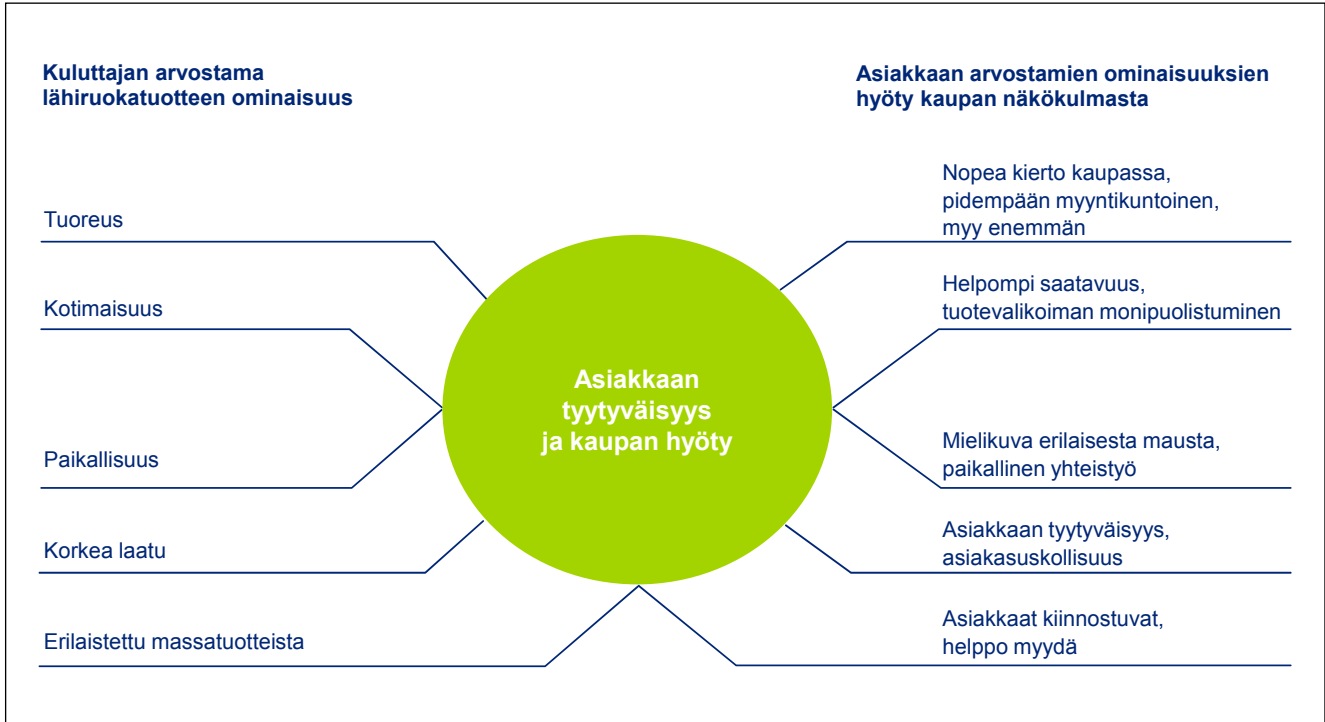 Kuluttajan arvostama
lähiruokatuotteen ominaisuus
Asiakkaan arvostamien ominaisuuksien
hyöty kaupan näkökulmasta
Tuoreus
Nopea kierto kaupassa,
pidempään myyntikuntoinen,
myy enemmän
Kotimaisuus
Helpompi saatavuus,
tuotevalikoiman monipuolistuminen
Asiakkaan
tyytyväisyys
ja kaupan hyöty
Paikallisuus
Mielikuva erilaisesta mausta,
paikallinen yhteistyö
Korkea laatu
Asiakkaan tyytyväisyys,
asiakasuskollisuus
Erilaistettu massatuotteista
Asiakkaat kiinnostuvat,
helppo myydä